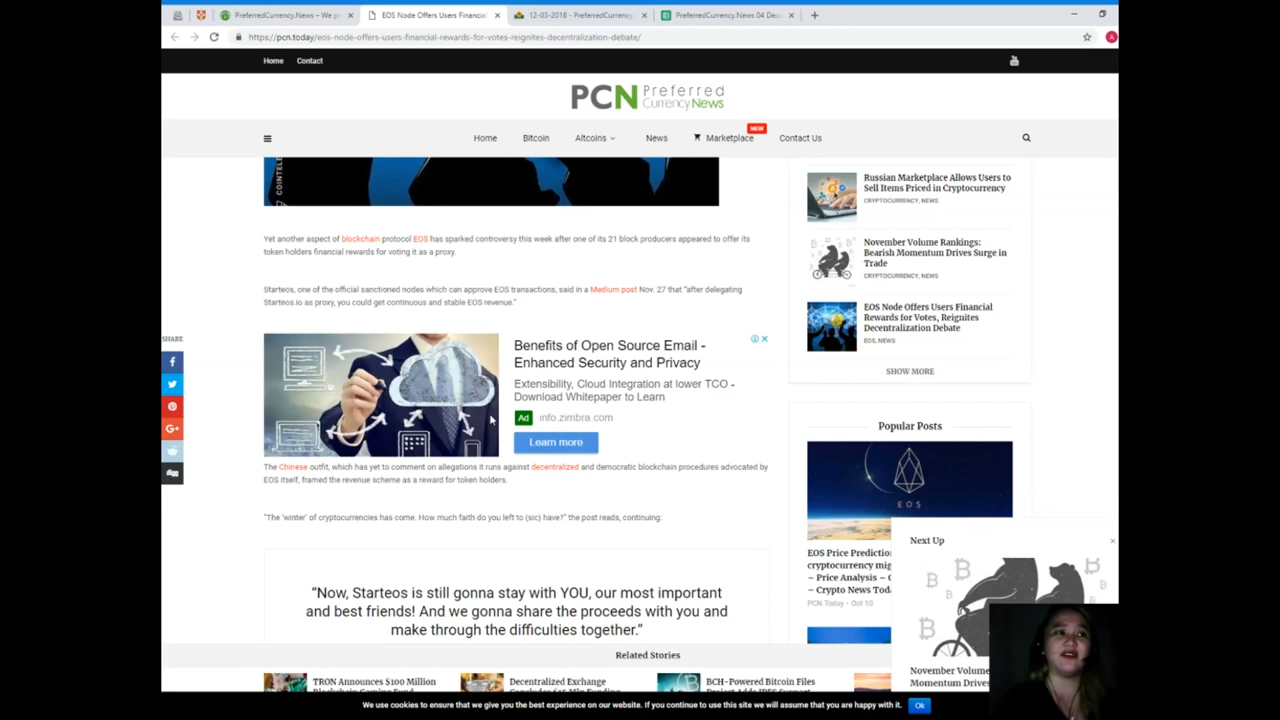 PreferredCurrency.News – We pr
EOS Node Offers Users Financial
12-03-2018 - PreferredCurrency.
PreferredCurrency.News 04 Dec
https://pcn.today/eos-node-offers-users-financial-rewards-for-votes-reignites-decentralization-debate/
A
Home Contact
PCN Preferred
Currency News
Home Bitcoin Altcoins News Marketplace NEW Contact Us
COINTELE
Yet another aspect of blockchain protocol EOS has sparked controversy this week after one of its 21 block producers appeared to offer its
token holders financial rewards for voting it as a proxy.
Starteos, one of the official sanctioned nodes which can approve EOS transactions, said in a Medium post Nov. 27 that "after delegating
Starteos.io as proxy, you could get continuous and stable EOS revenue."
SHARE
Benefits of Open Source Email -
Enhanced Security and Privacy
Extensibility, Cloud Integration at lower TCO -
Download Whitepaper to Learn
Ad info.zimbra.com
Learn more
The Chinese outfit, which has yet to comment on allegations it runs against decentralized and democratic blockchain procedures advocated by
EOS itself, framed the revenue scheme as a reward for token holders.
"The 'winter' of cryptocurrencies has come. How much faith do you left to (sic) have?" the post reads, continuing:
“Now, Starteos is still gonna stay with YOU, our most important
and best friends! And we gonna share the proceeds with you and
make through the difficulties together.”
Russian Marketplace Allows Users to
Sell Items Priced in Cryptocurrency
CRYPTOCURRENCY, NEWS
November Volume Rankings:
Bearish Momentum Drives Surge in
Trade
CRYPTOCURRENCY, NEWS
EOS Node Offers Users Financial
Rewards for Votes, Reignites
Decentralization Debate
EOS, NEWS
SHOW MORE
Popular Posts
EOS
EOS Price Prediction
cryptocurrency mig
– Price Analysis –
Crypto News Toda
PCN.Today - Oct 10
Next Up
November Volume
Momentum Drives
Related Stories
TRON Announces $100 Million
Blockchain Gaming Fund
Decentralized Exchange
BCH-Powered Bitcoin Files
We use cookies to ensure that we give you the best experience on our website. If you continue to use this site we will assume that you are happy with it.
Ok